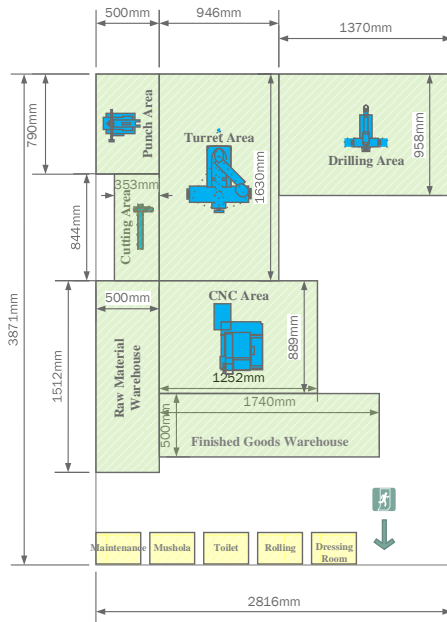 500mm
946mm
1370mm
790mm
Punch Area
Turret Area
1630mm
Drilling Area
958mm
353mm
Cutting Area
844mm
3871mm
500mm
CNC Area
889mm
1252mm
1512mm
Raw Material
Warehouse
1740mm
500mm
Finished Goods Warehouse
Maintenance
Mushola
Toilet
Rolling
Dressing
Room
2816mm